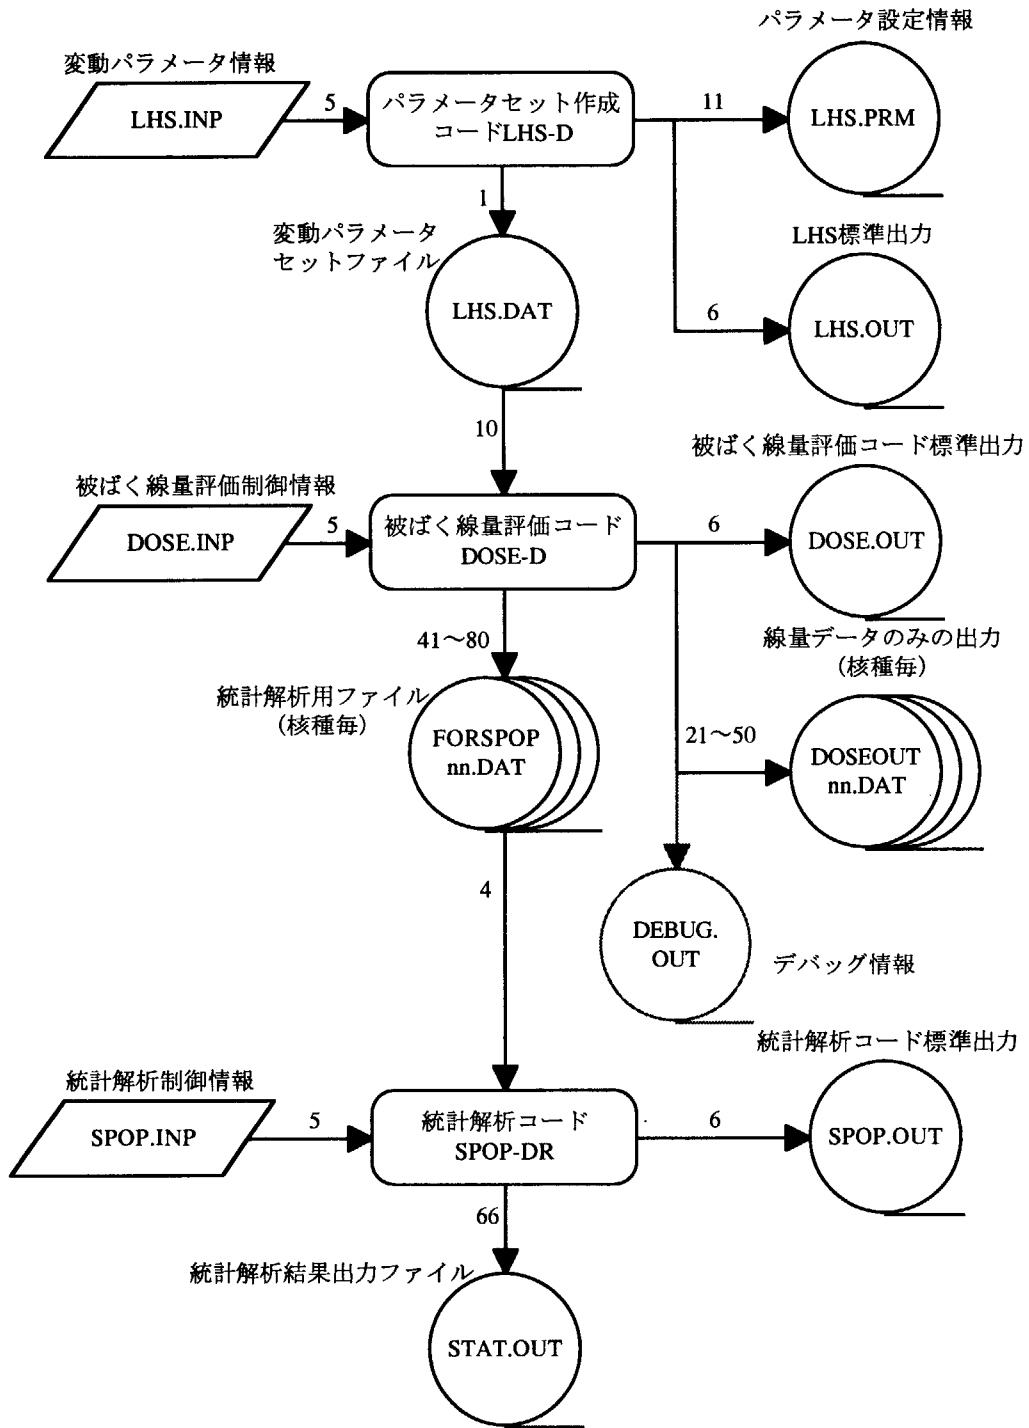 パラメータ設定情報
変動パラメータ情報
LHS.INP
5
パラメータセット作成
コードLHS-D
11
LHS.PRM
1
変動パラメータ
セットファイル
LHS.DAT
LHS標準出力
6
LHS.OUT
10
被ばく線量評価コード標準出力
被ばく線量評価制御情報
DOSE.INP
5
被ばく線量評価コード
DOSE-D
6
DOSE.OUT
41〜80
統計解析用ファイル
(核種毎)
FORSPOP
nn.DAT
線量データのみの出力
(核種毎)
21〜50
DOSEOUT
nn.DAT
4
DEBUG.
OUT
デバッグ情報
統計解析コード標準出力
統計解析制御情報
SPOP.INP
5
統計解析コード
SPOP-DR
6
SPOP.OUT
66
統計解析結果出力ファイル
STAT.OUT